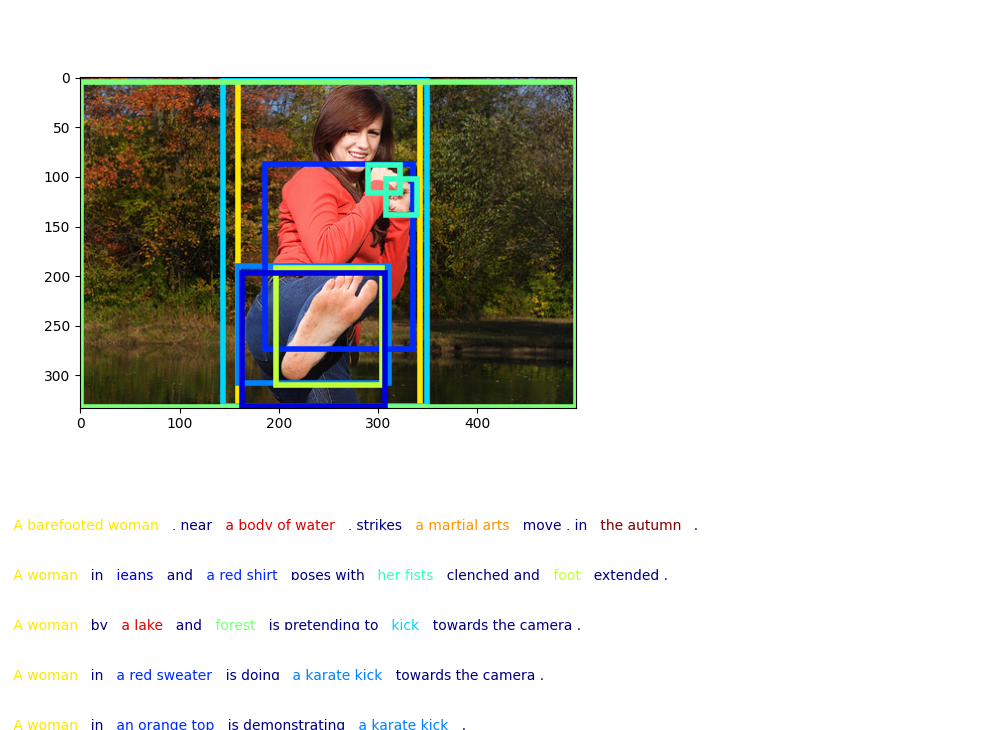 0
50
100
150
200
250
300
0 100 200 300 400
A barefooted woman , near a body of water , strikes a martial arts move , in the autumn .
A woman in jeans and a red shirt poses with her fists clenched and foot extended .
A woman by a lake and forest is pretending to kick towards the camera .
A woman in a red sweater is doing a karate kick towards the camera .
A woman in an orange top is demonstrating a karate kick .